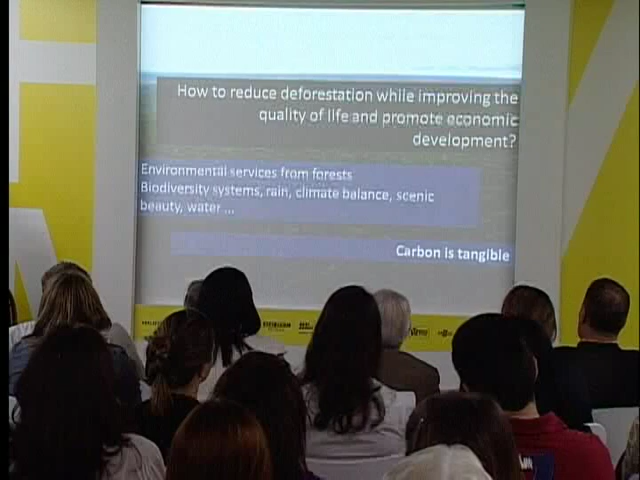 How to reduce deforestation while improving the
quality of life and promote economic
development?
Environmental services from forests
Biodiversity systems, rain, climate balance, scenic
beauty, water ...
Carbon is tangible